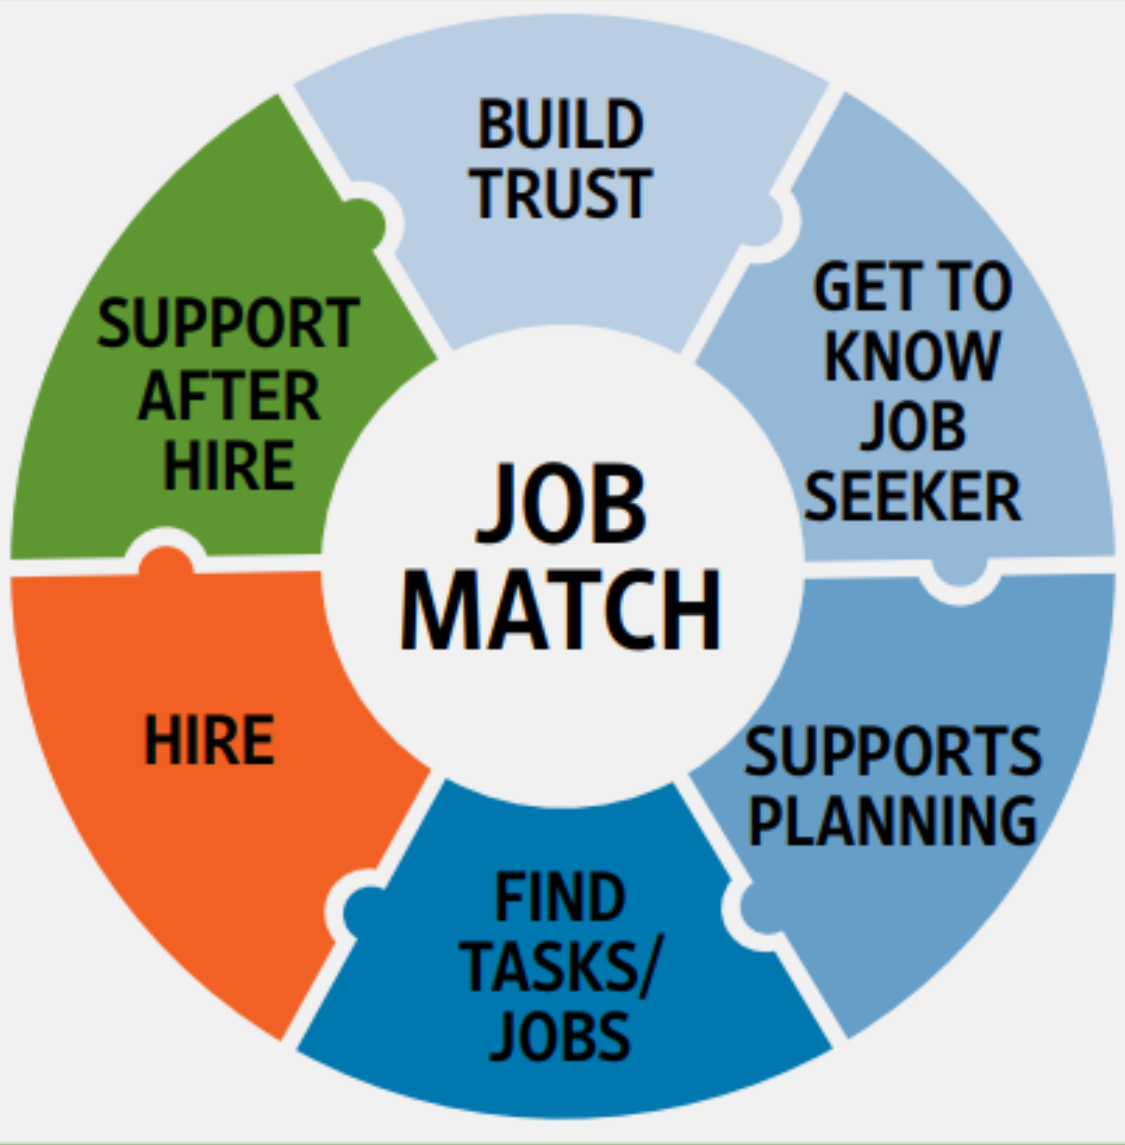 BUILD
TRUST
GET TO
KNOW
JOB
SEEKER
SUPPORTS
PLANNING
FIND
TASKS/
JOBS
HIRE
SUPPORT
AFTER
HIRE
JOB
MATCH